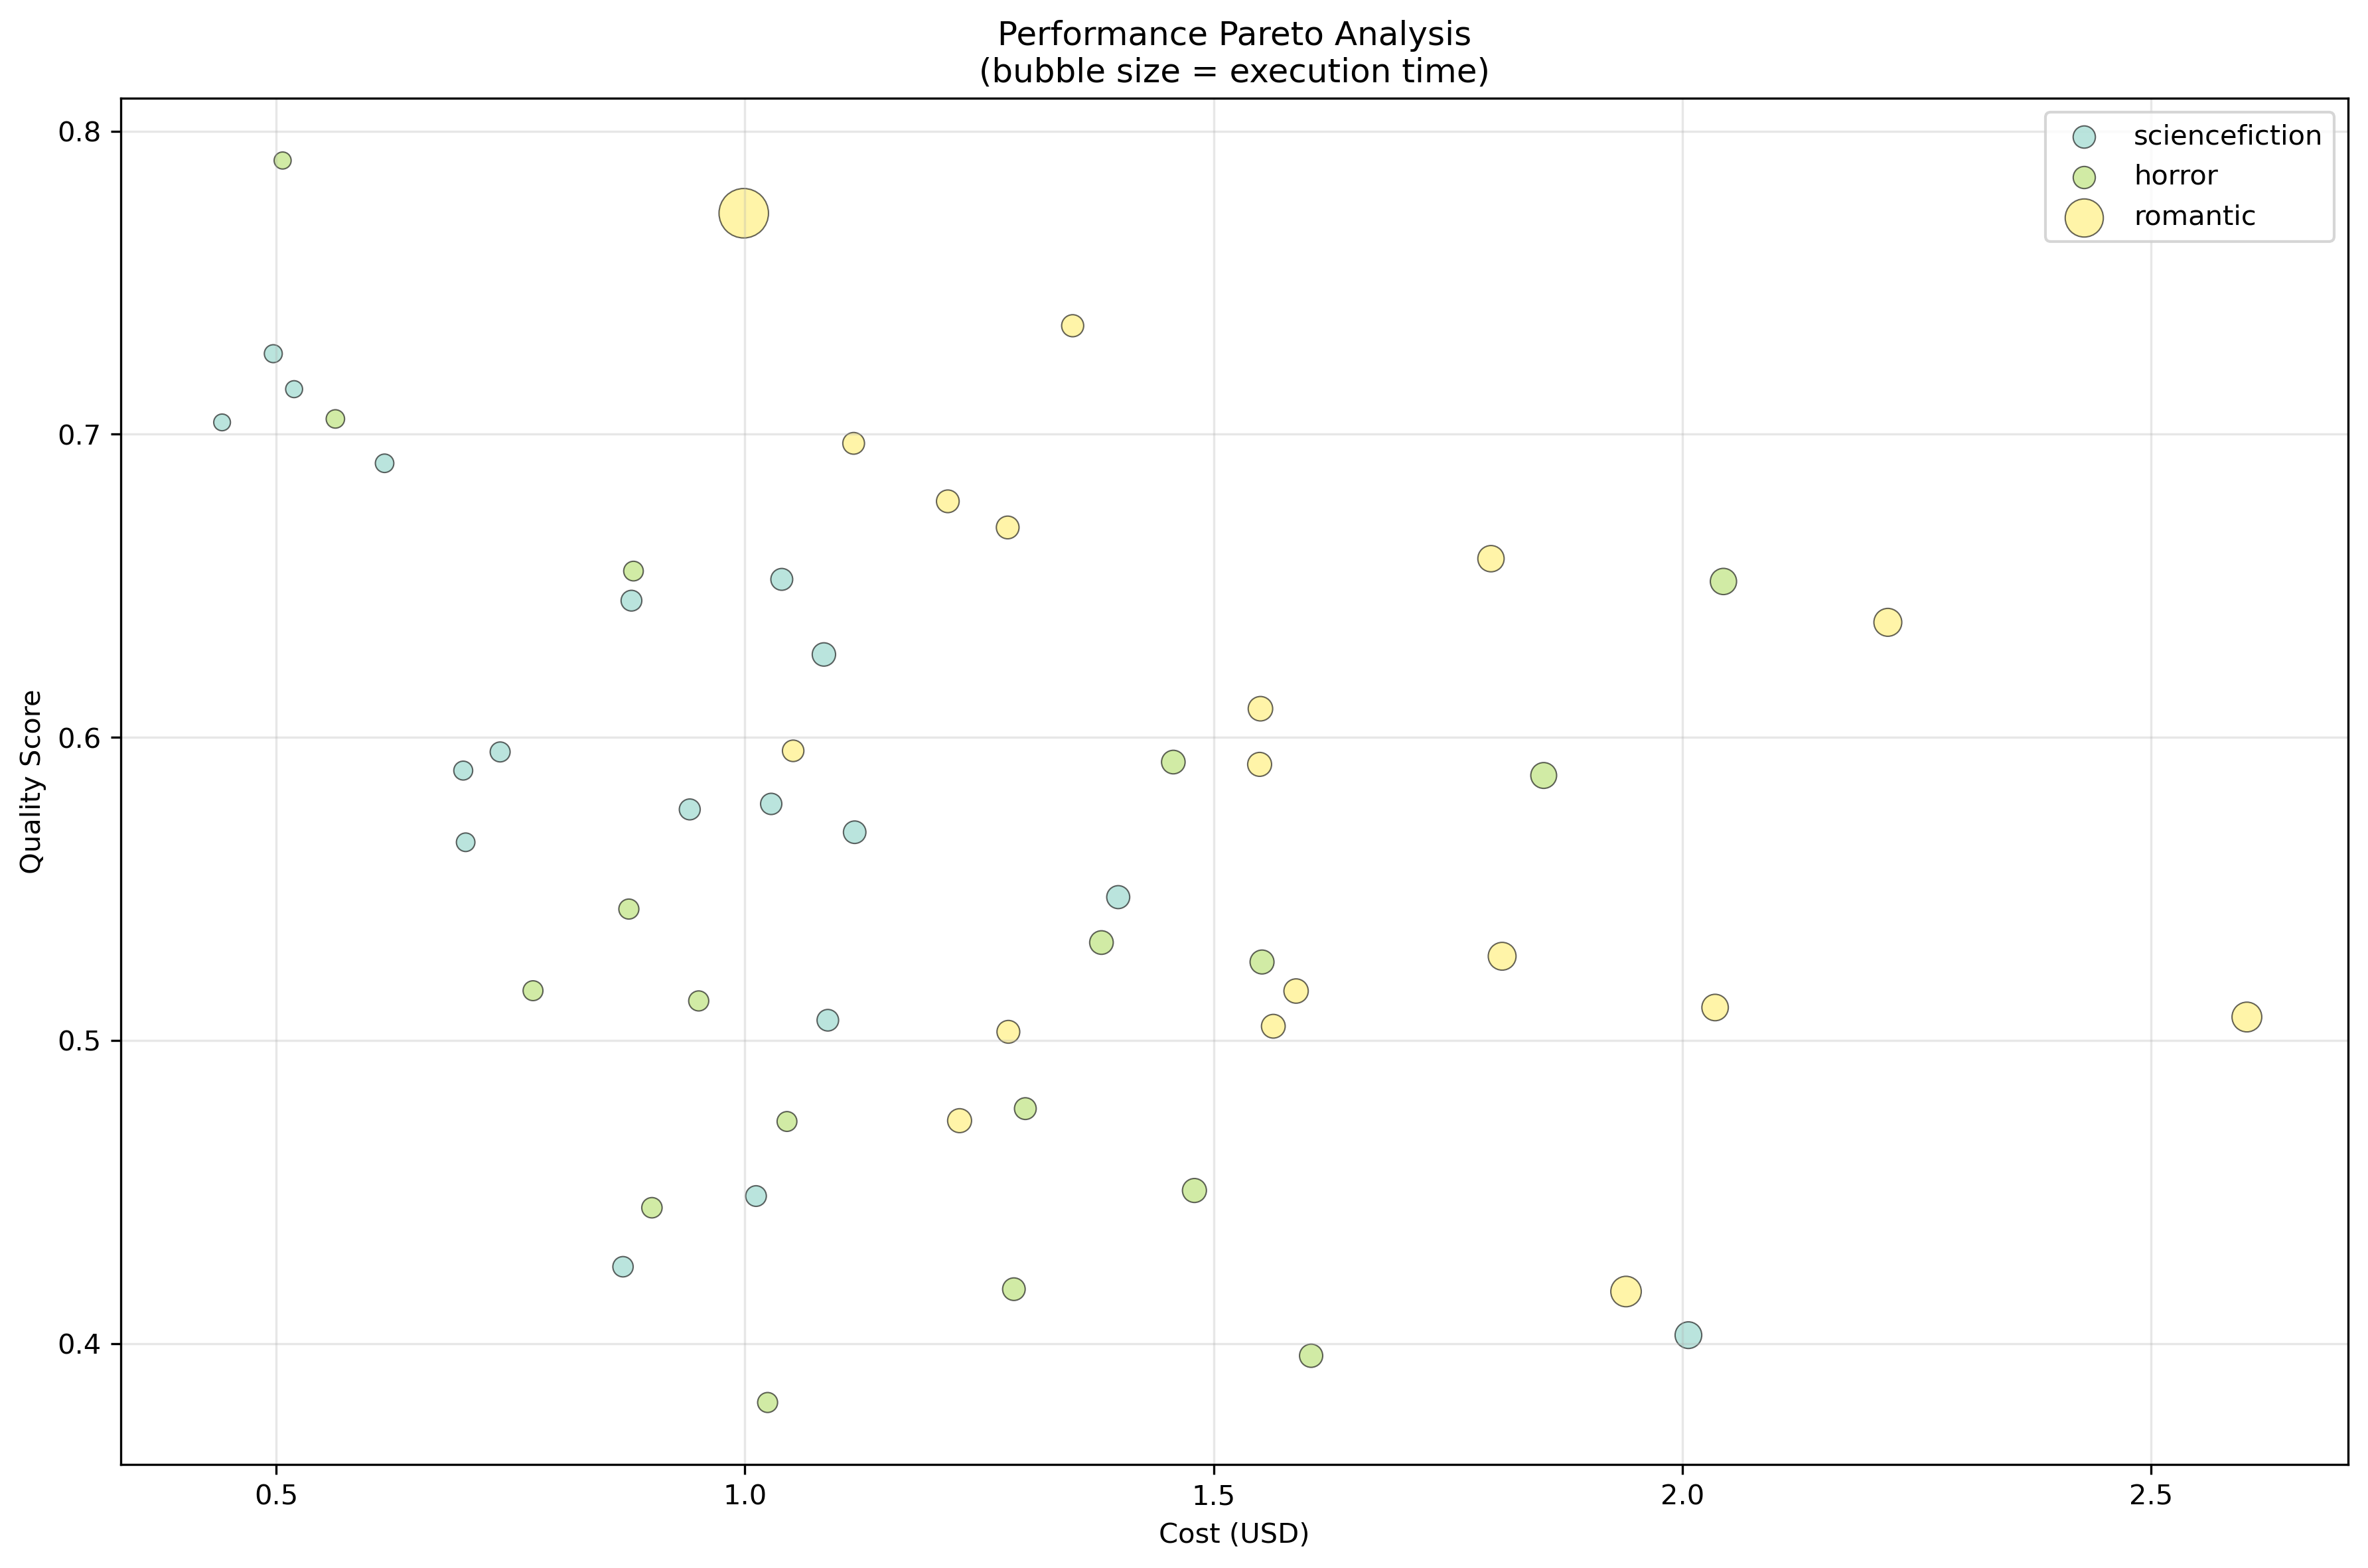 Performance Pareto Analysis
(bubble size = execution time)
sciencefiction
horror
romantic
0.8
0.7
0.6
0.5
0.4
Quality Score
0.5
1.0
1.5
2.0
2.5
Cost (USD)